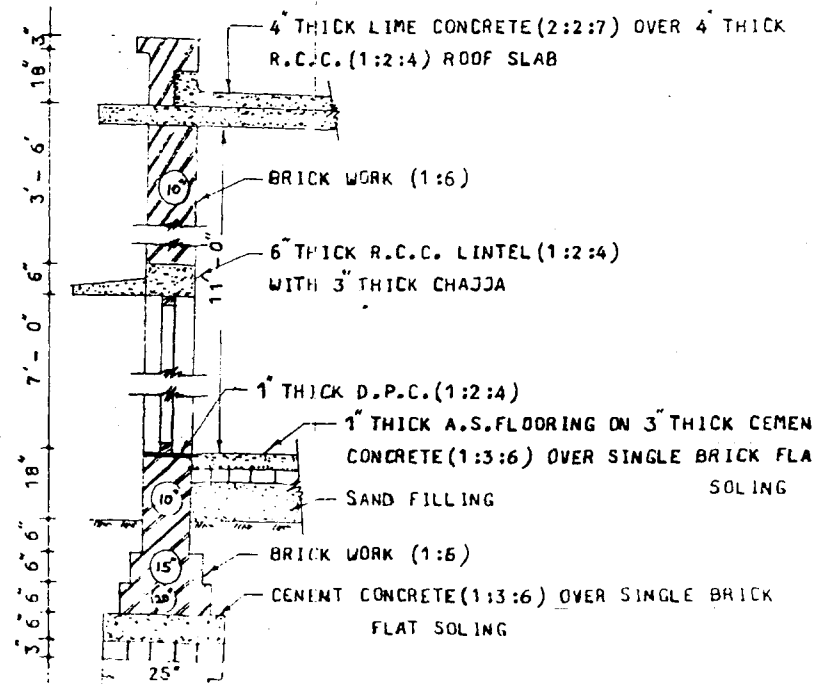 4" THICK LIME CONCRETE(2:2:7) OVER 4" THICK
R.C.C.(1:2:4) ROOF SLAB
3"
18"
3'-6'
10"
BRICK WORK (1:6)
11'-0"
6" THICK R.C.C. LINTEL(1:2:4)
WITH 3" THICK CHAJJA
6"
7'-0"
1" THICK D.P.C.(1:2:4)
1" THICK A.S.FLOORING ON 3" THICK CEMEN
CONCRETE(1:3:6) OVER SINGLE BRICK FLA
SOLING
18"
10"
SAND FILLING
6"
6"
15"
BRICK WORK (1:6)
6"
20"
CENENT CONCRETE(1:3:6) OVER SINGLE BRICK
FLAT SOLING
6"
3"
25"